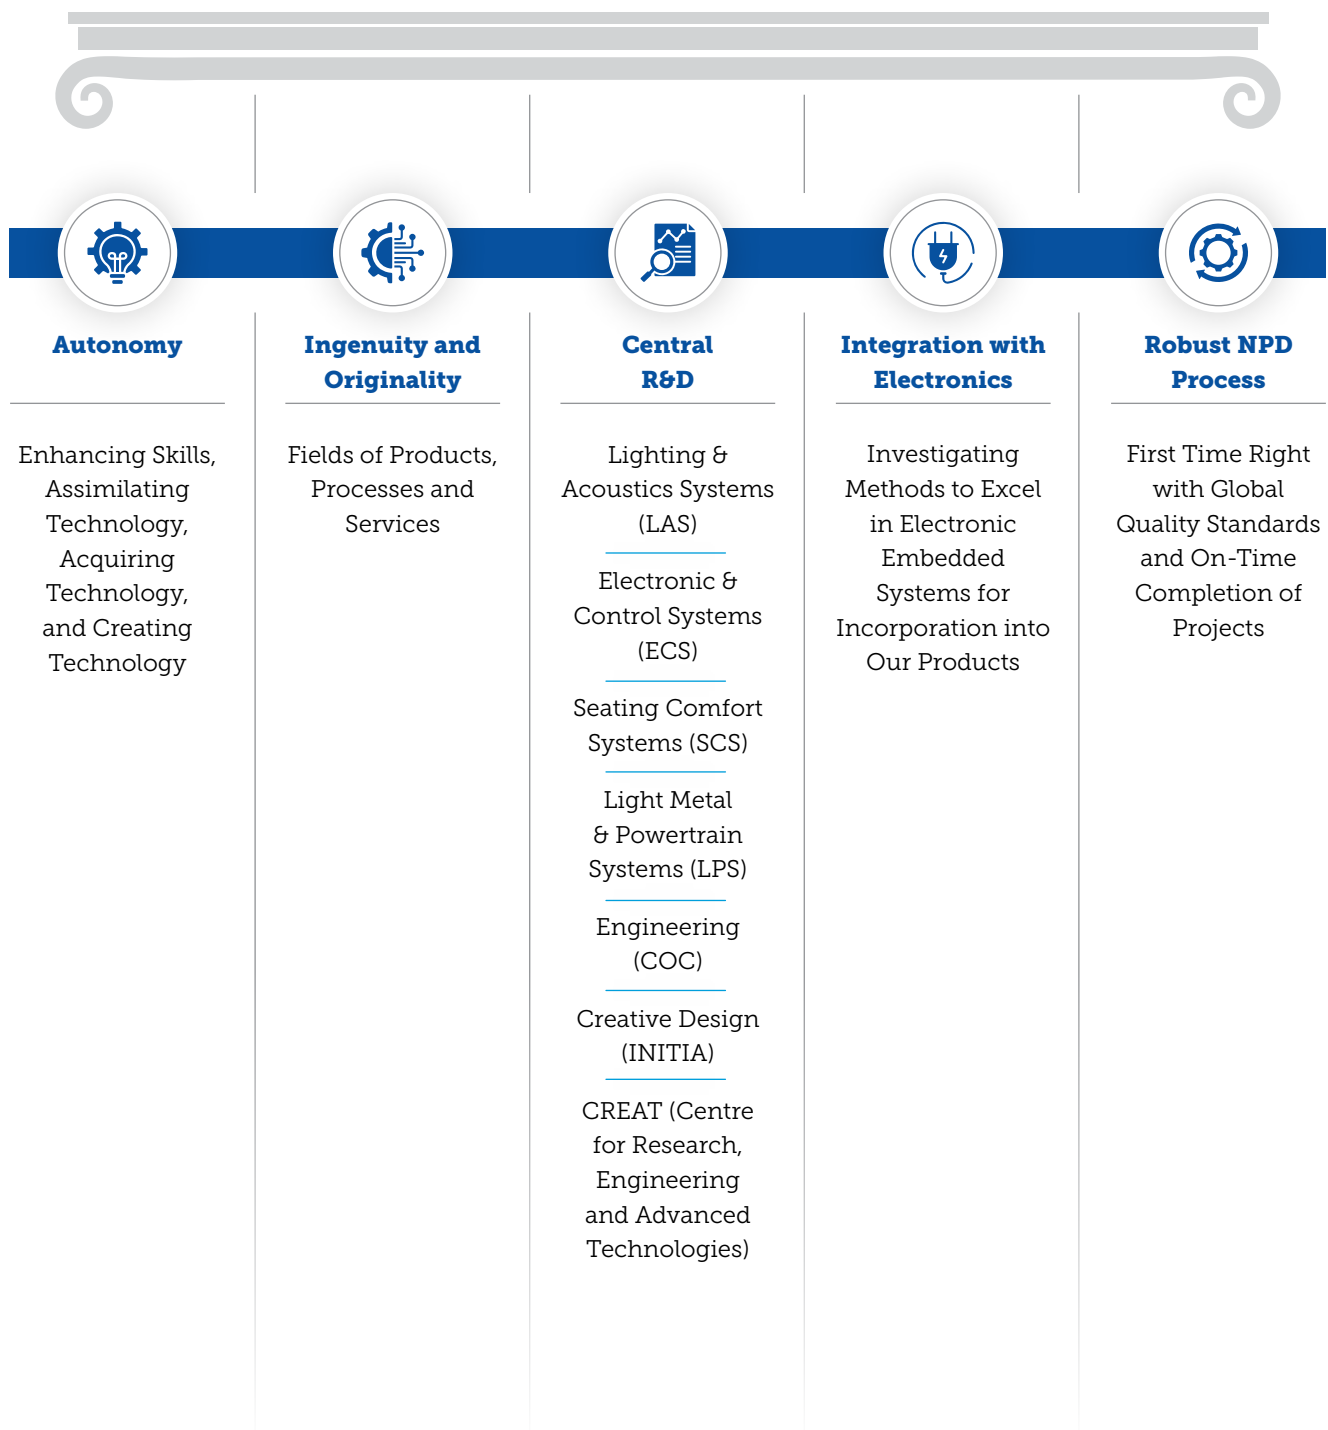 Autonomy
Enhancing Skills,
Assimilating
Technology,
Acquiring
Technology,
and Creating
Technology
Ingenuity and
Originality
Fields of Products,
Processes and
Services
Central
R&D
Lighting &
Acoustics Systems
(LAS)
Electronic &
Control Systems
(ECS)
Seating Comfort
Systems (SCS)
Light Metal
& Powertrain
Systems (LPS)
Engineering
(COC)
Creative Design
(INITIA)
CREAT (Centre
for Research,
Engineering
and Advanced
Technologies)
Integration with
Electronics
Investigating
Methods to Excel
in Electronic
Embedded
Systems for
Incorporation into
Our Products
Robust NPD
Process
First Time Right
with Global
Quality Standards
and On-Time
Completion of
Projects